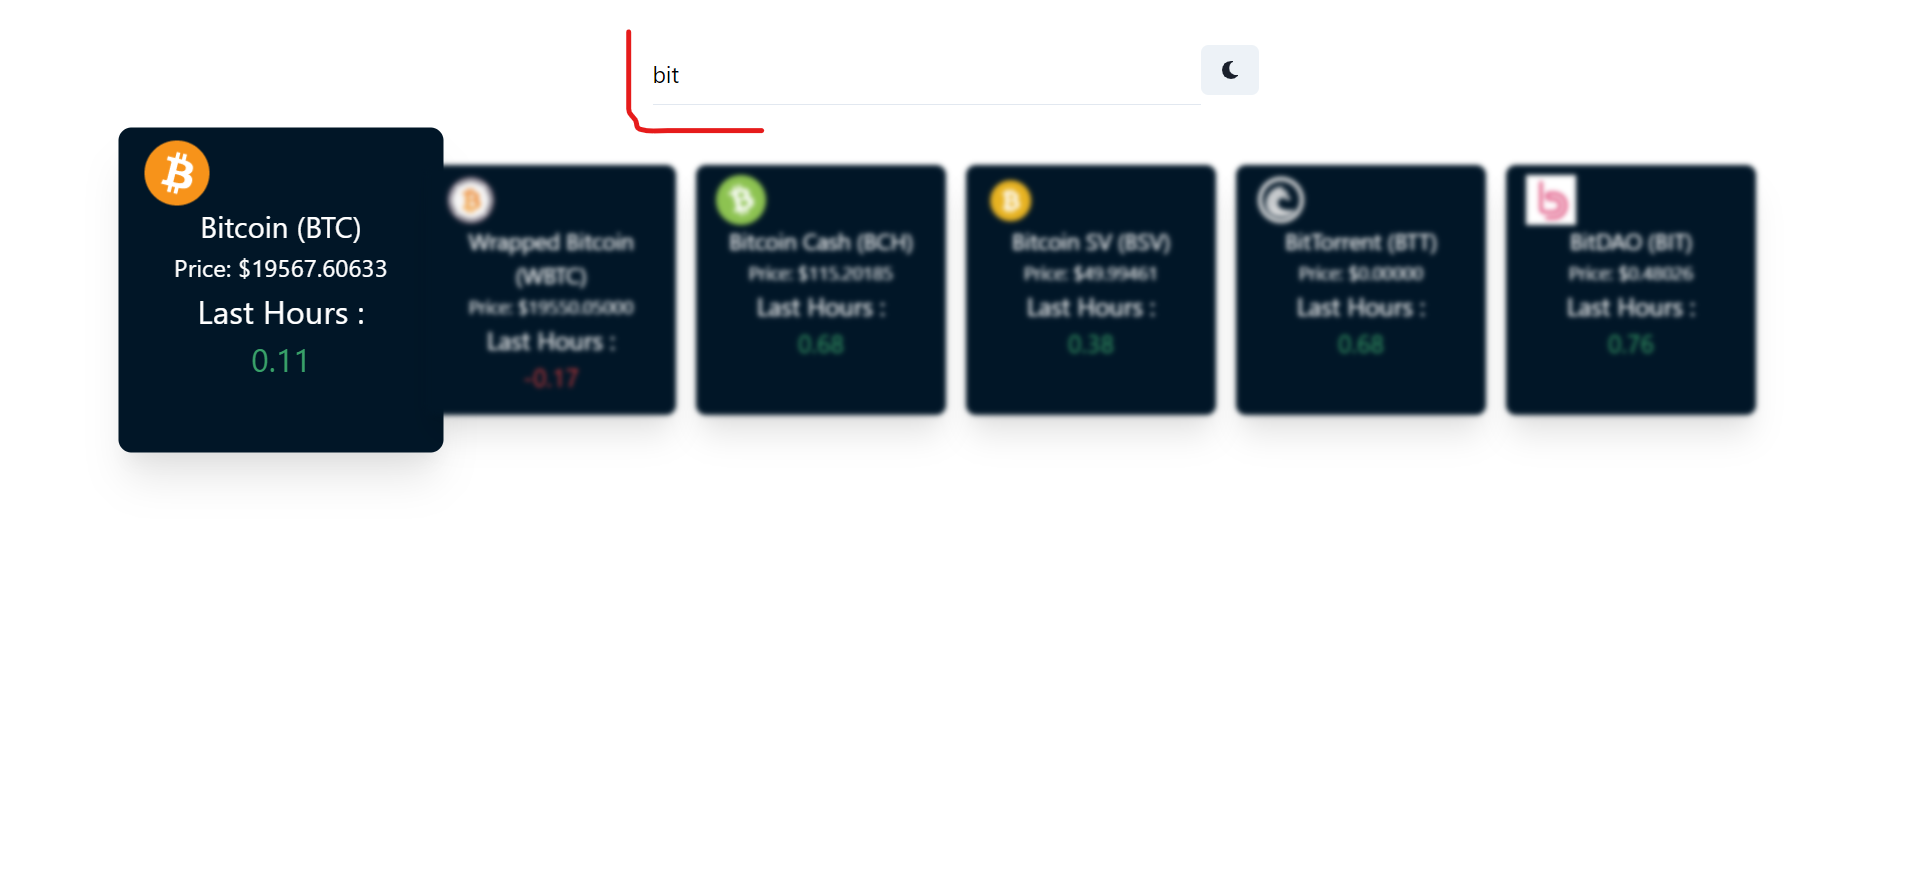 bit
Bitcoin (BTC)
Price: $19567.60633
Last Hours :
0.11
Wrapped Bitcoin
(WBTC)
Price: $19550.05000
Last Hours :
-0.17
Bitcoin Cash (BCH)
Price: $115.20185
Last Hours :
0.68
Bitcoin SV (BSV)
Price: $49.99461
Last Hours :
0.38
BitTorrent (BTT)
Price: $0.00000
Last Hours :
0.68
BitDAO (BIT)
Price: $0.48026
Last Hours :
0.76